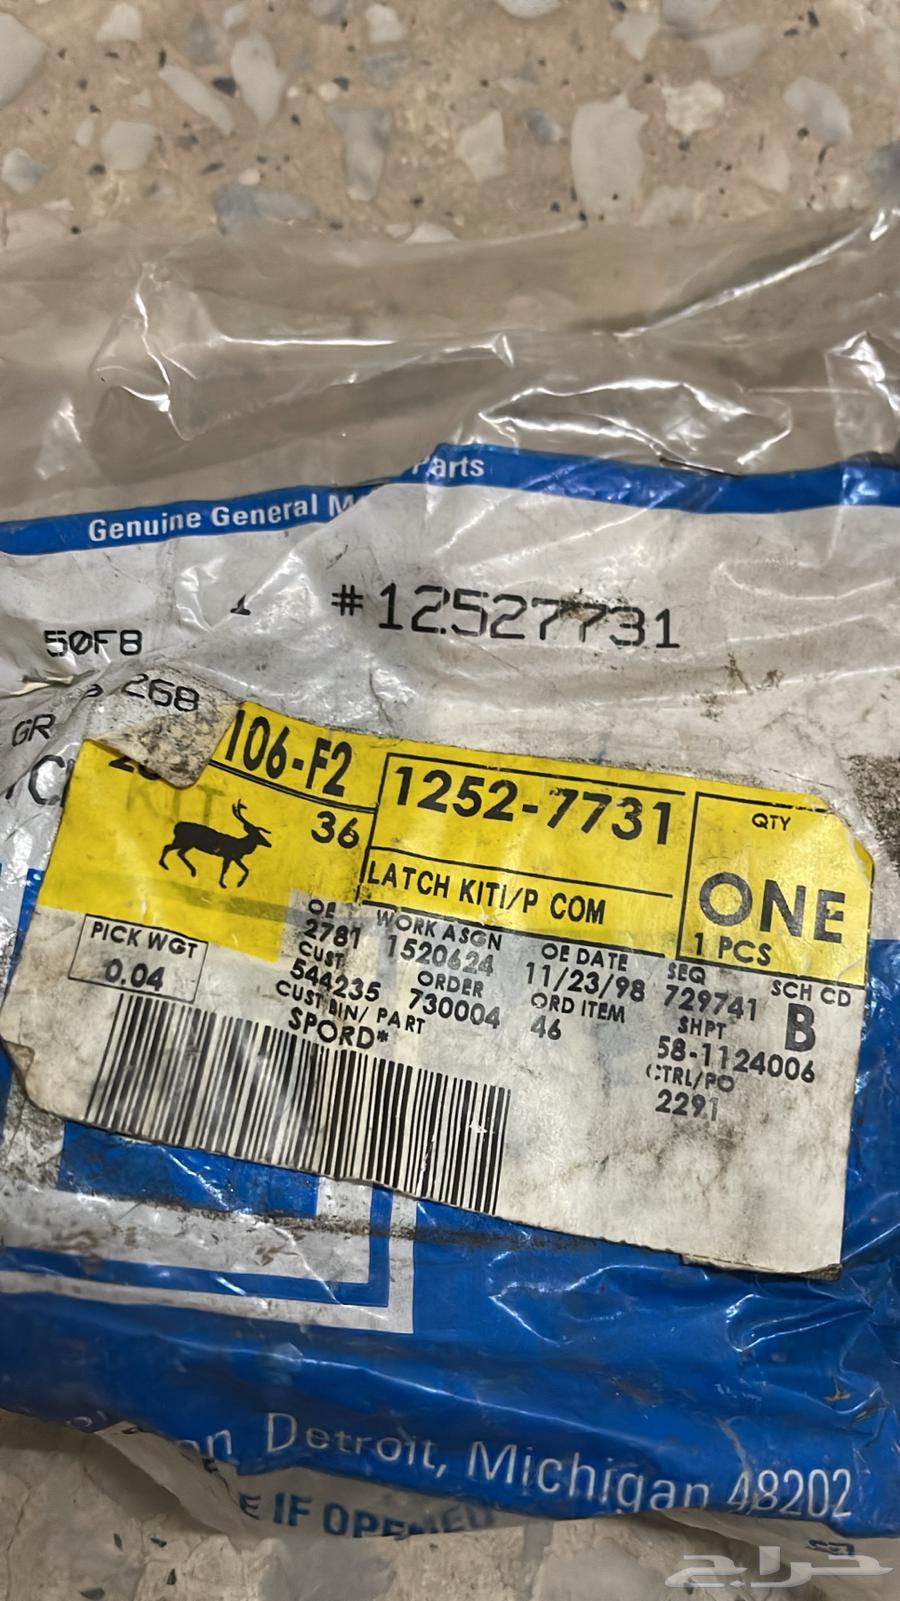 Genuine General M Parts
1 #12527731
50F8
268
GR
106-F2
36
KIT
1252-7731
LATCH KITI/P COM
QTY
ONE
1 PCS
PICK WGT
0.04
OE
2781
CUST
544235
CUST BIN/ PART
SPORD*
WORK ASGN
1520624
ORDER
730004
OE DATE
11/23/98
ORD ITEM
46
SEQ
729741
SHPT
58-1124006
CTRL/PO
2291
SCH CD
B
Detroit, Michigan 48202
E IF OPENED
حراج